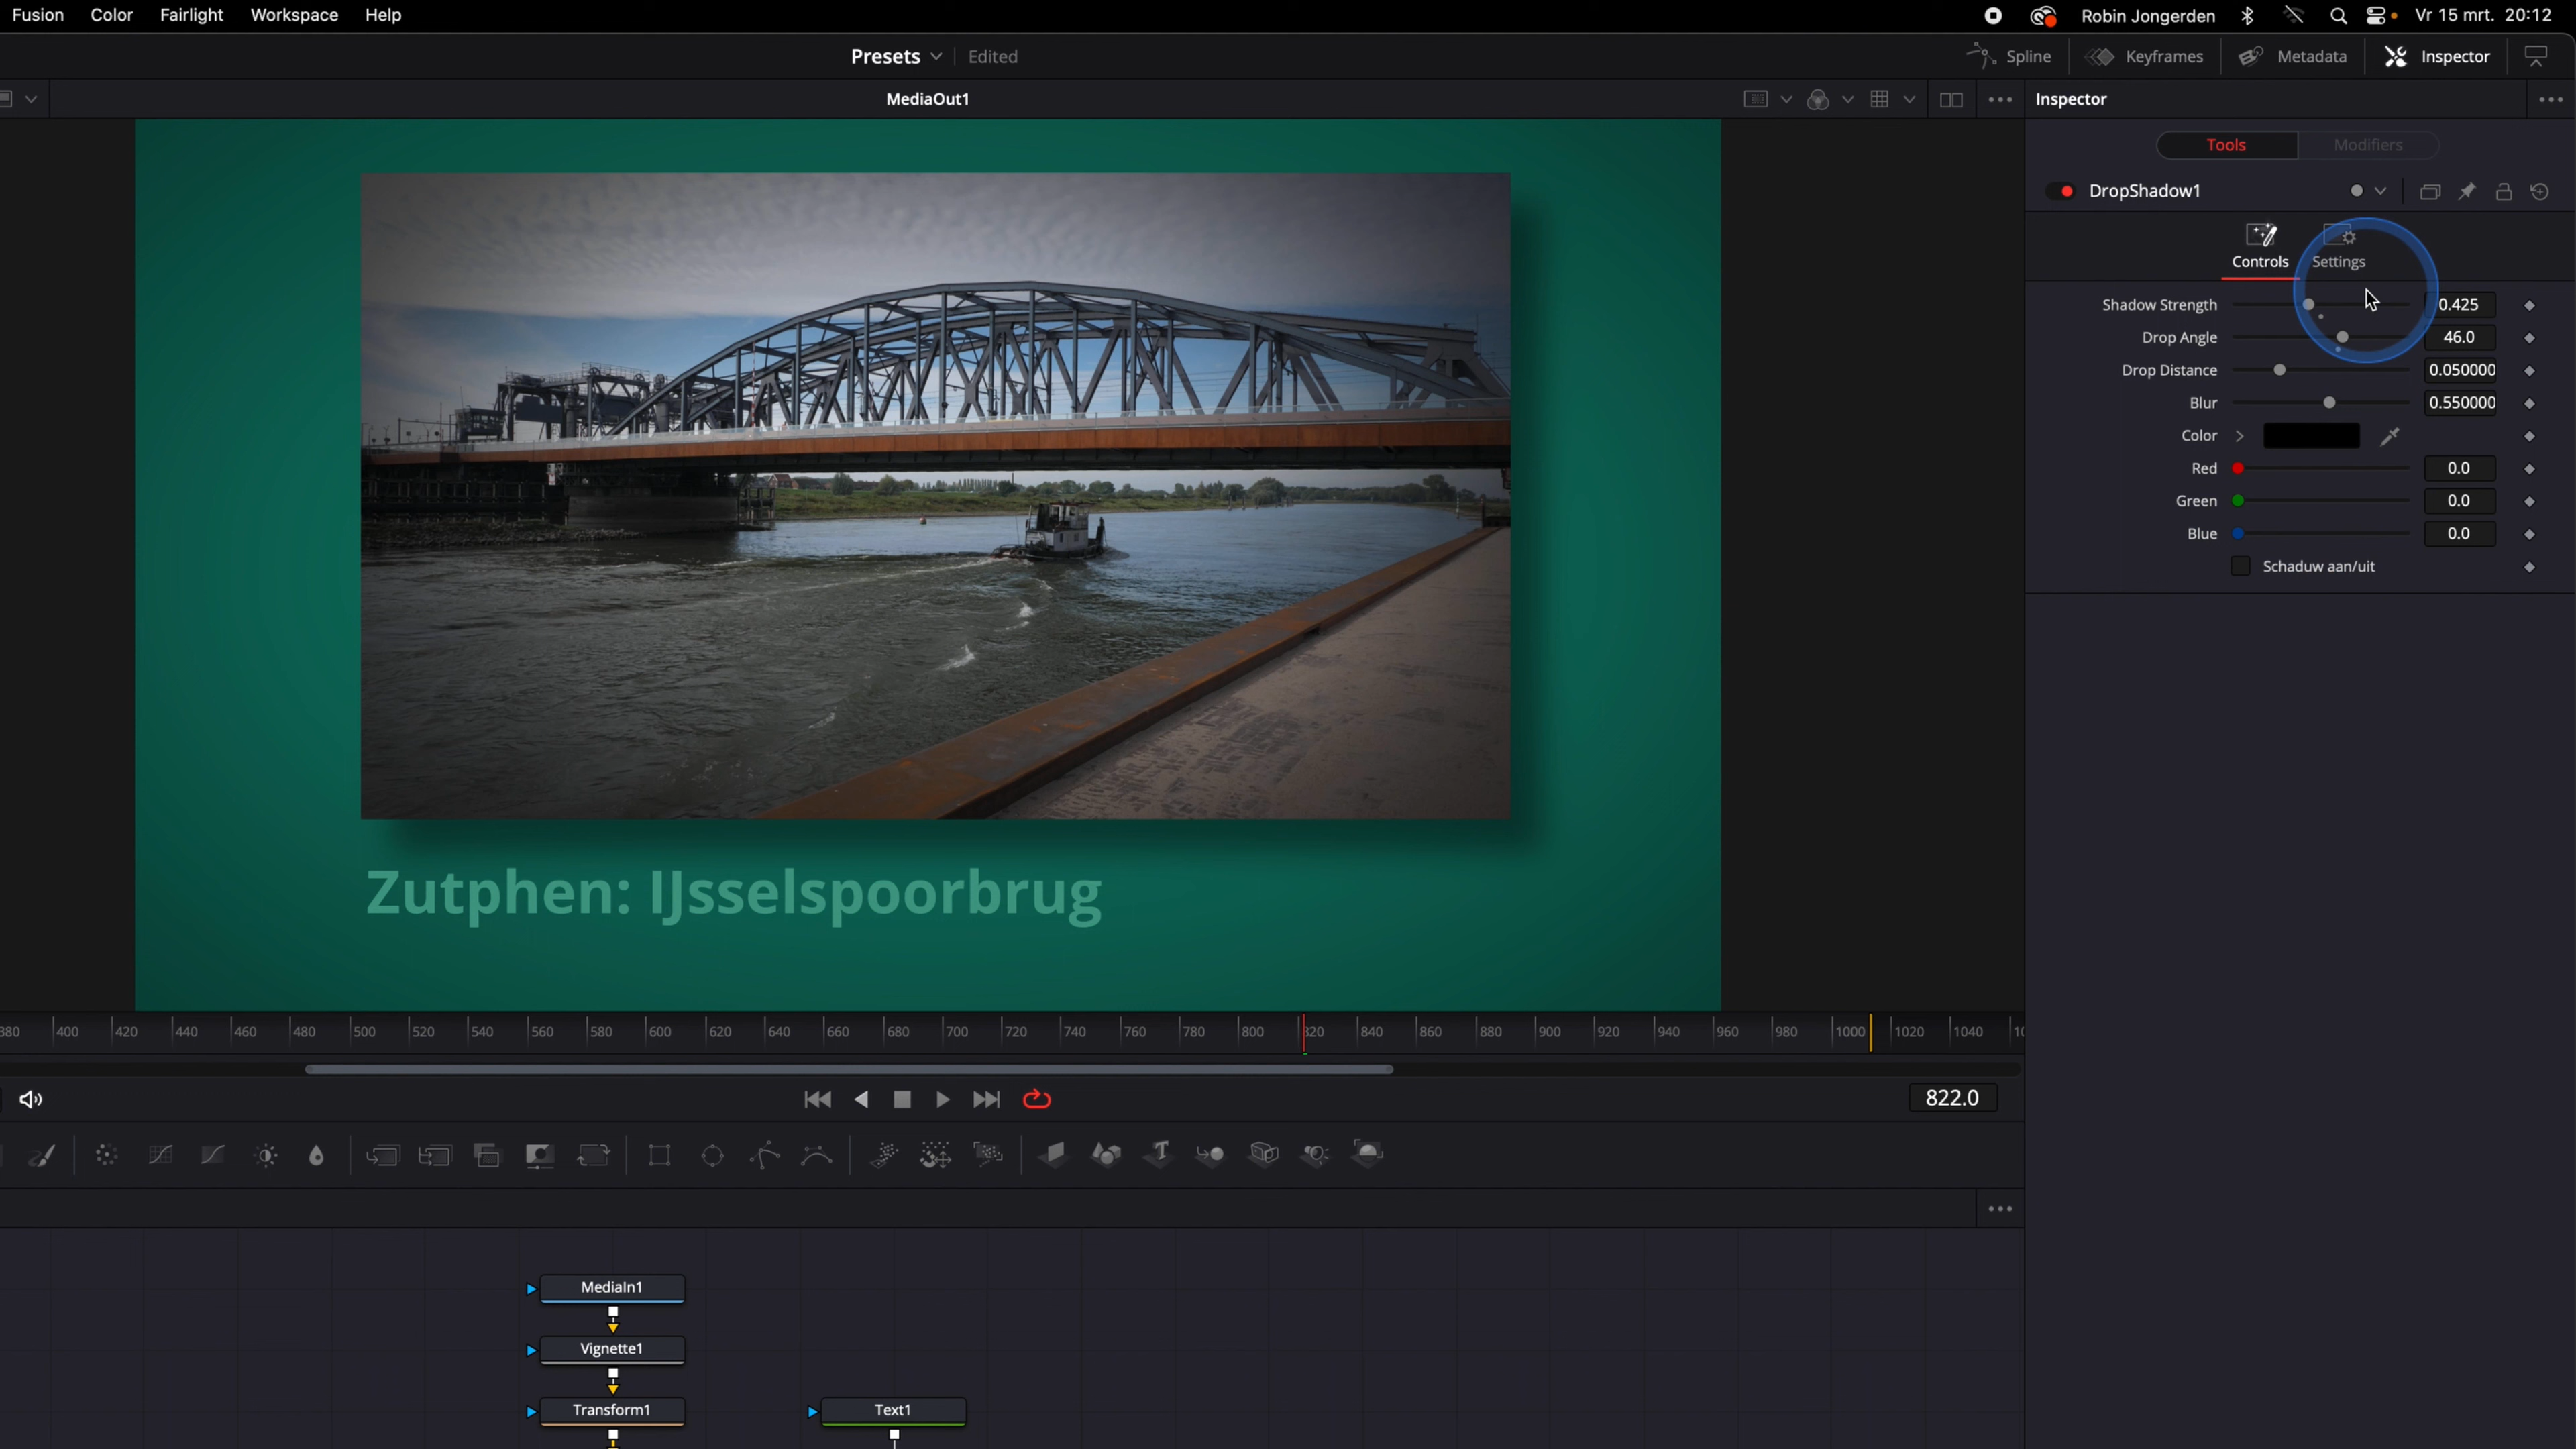 Fusion Color Fairlight Workspace Help Robin Jongerden Vr 15 mrt. 20:12
Presets Edited Spline Keyframes Metadata Inspector
MediaOut1 Inspector
Tools Modifiers
DropShadow1
Controls Settings
Shadow Strength 0.425
Drop Angle 46.0
Drop Distance 0.050000
Blur 0.550000
Color
Red 0.0
Green 0.0
Blue 0.0
Schaduw aan/uit
Zutphen: IJsselspoorbrug
380 400 420 440 460 480 500 520 540 560 580 600 620 640 660 680 700 720 740 760 780 800 820 840 860 880 900 920 940 960 980 1000 1020 1040
822.0
MediaIn1
Vignette1
Transform1 Text1